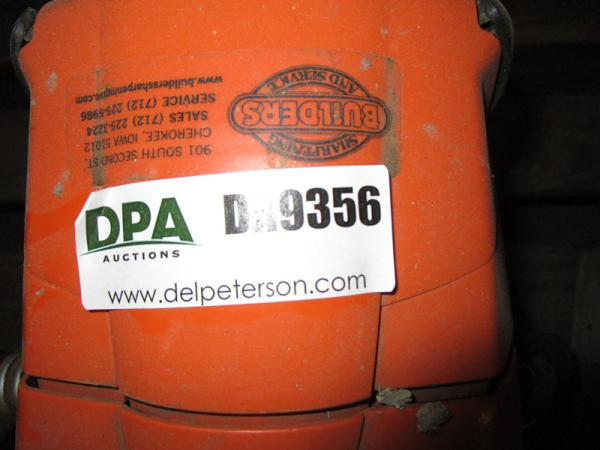 DPA
AUCTIONS
9356
www.delpeterson.com
SHARPENING
BUILDERS
AND SERVICE
901 SOUTH SECOND ST.
CHEROKEE, IOWA 51012
SALES (712) 225-3224
SERVICE (712) 225-5986
www.builderssharpeningst.com